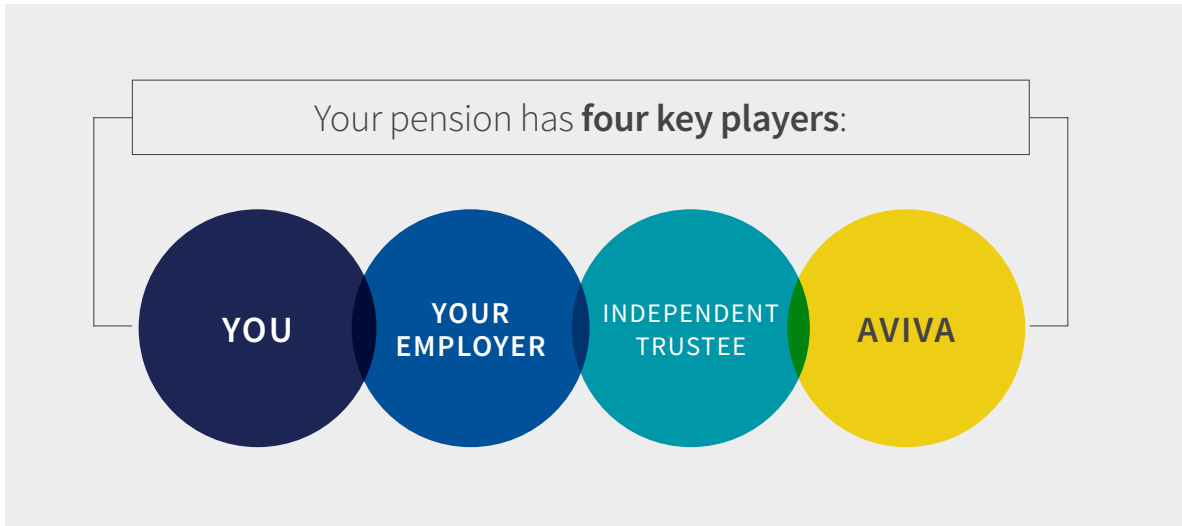 Your pension has four key players:
YOU
YOUR
EMPLOYER
INDEPENDENT
TRUSTEE
AVIVA